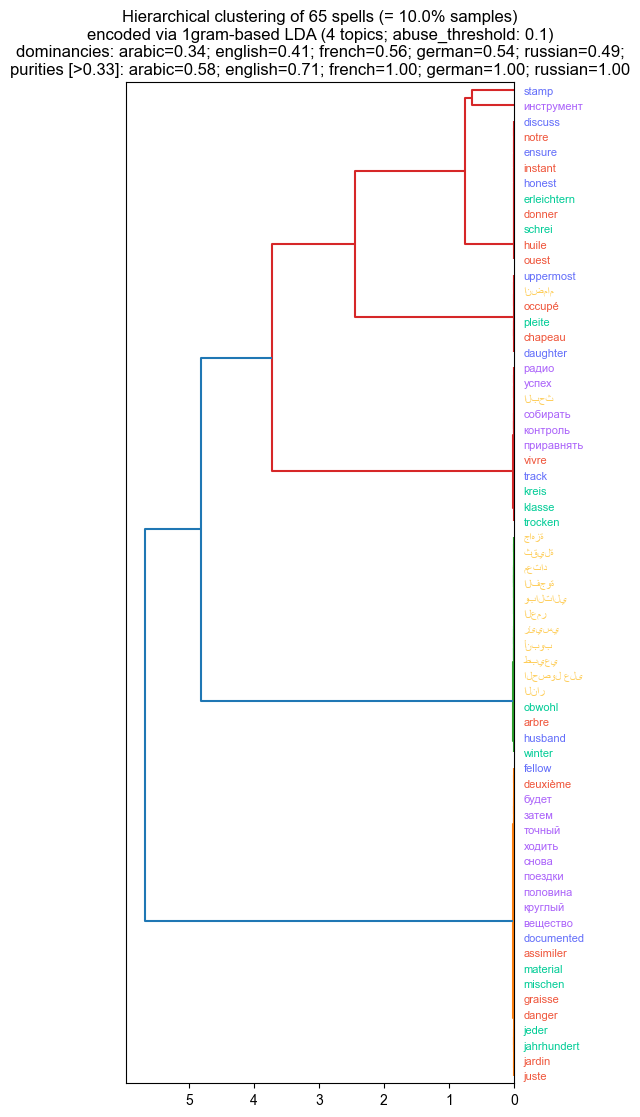 Hierarchical clustering of 65 spells (= 10.0% samples)
encoded via 1gram-based LDA (4 topics; abuse_threshold: 0.1)
dominancies: arabic=0.34; english=0.41; french=0.56; german=0.54; russian=0.49;
purities [>0.33]: arabic=0.58; english=0.71; french=1.00; german=1.00; russian=1.00
stamp
инструмент
discuss
notre
ensure
instant
honest
erleichtern
donner
schrei
huile
ouest
uppermost
انضمام
occupé
pleite
chapeau
daughter
радио
успех
البحث
собирать
контроль
приравнять
vivre
track
kreis
klasse
trocken
جاهزة
ثقيلة
معتاد
الفجوة
وبالتالي
العمر
رئيسي
أنبوب
طبيعي
الحصول على
النار
obwohl
arbre
husband
winter
fellow
deuxième
будет
затем
точный
ходить
снова
поездки
половина
круглый
вещество
documented
assimiler
material
mischen
graisse
danger
jeder
jahrhundert
jardin
juste
5 4 3 2 1 0